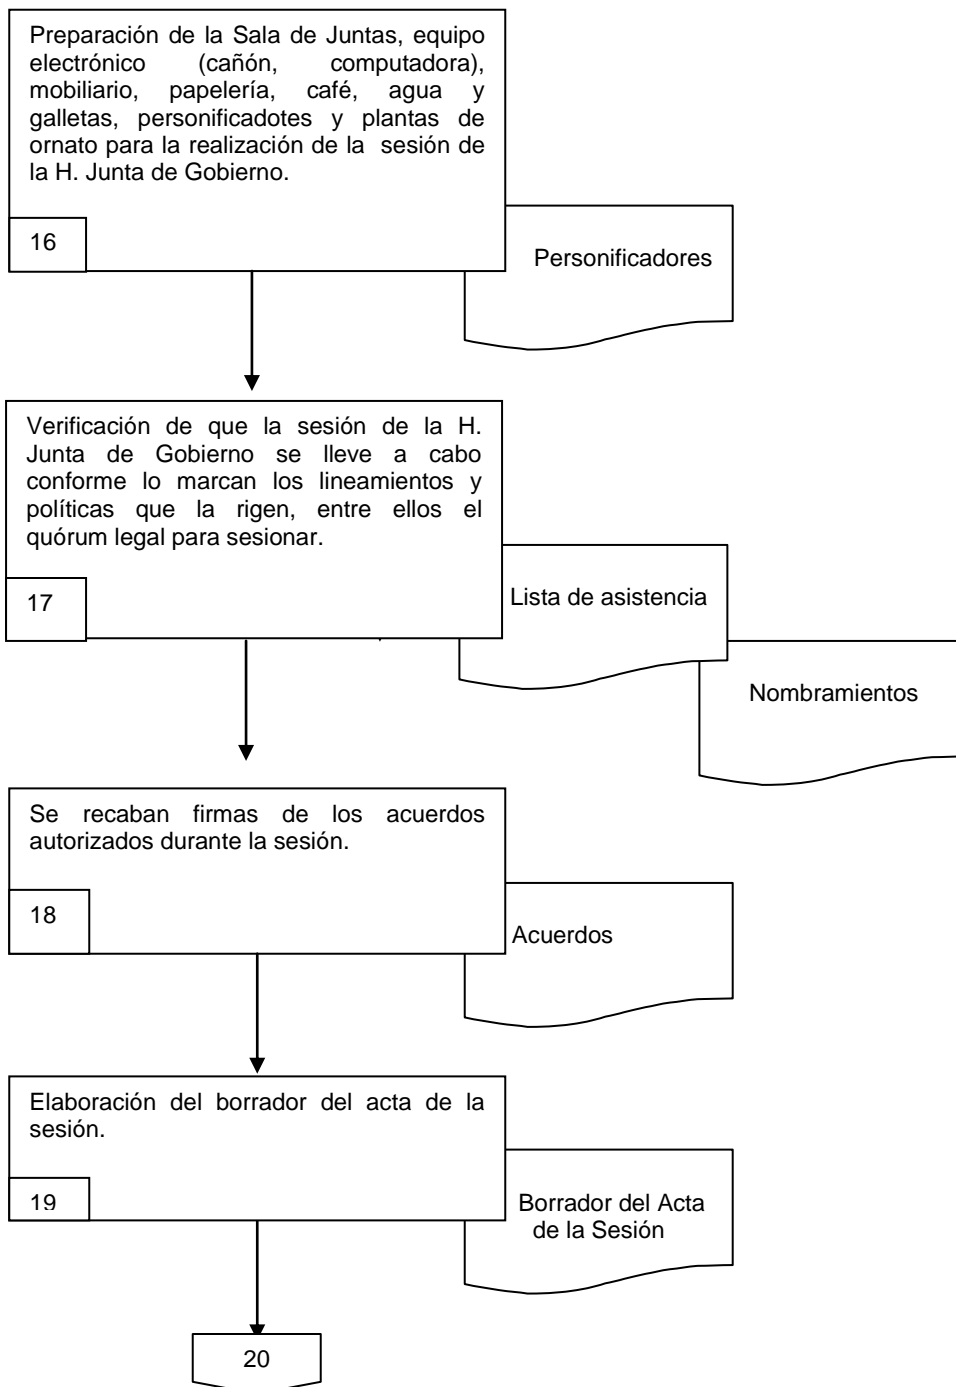 Preparación de la Sala de Juntas, equipo
electrónico (cañón, computadora),
mobiliario, papelería, café, agua y
galletas, personificadotes y plantas de
ornato para la realización de la sesión de
la H. Junta de Gobierno.
16
Personificadores
Verificación de que la sesión de la H.
Junta de Gobierno se lleve a cabo
conforme lo marcan los lineamientos y
políticas que la rigen, entre ellos el
quórum legal para sesionar.
17
Lista de asistencia
Nombramientos
Se recaban firmas de los acuerdos
autorizados durante la sesión.
18
Acuerdos
Elaboración del borrador del acta de la
sesión.
19
Borrador del Acta
de la Sesión
20